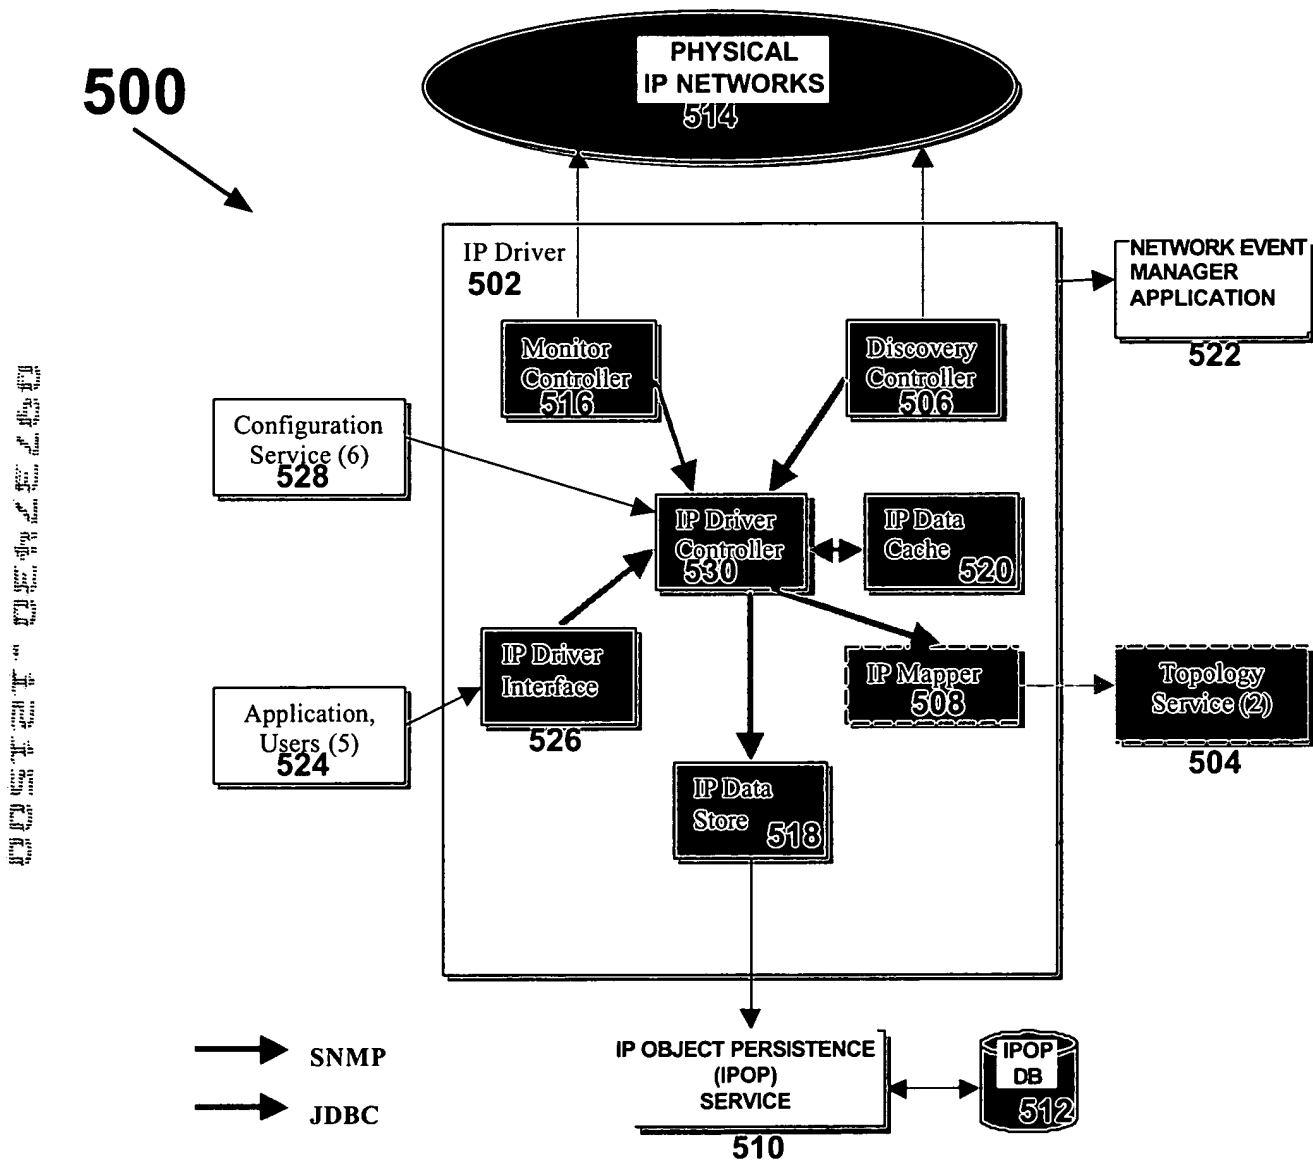 500
PHYSICAL
IP NETWORKS
514
IP Driver
502
NETWORK EVENT
MANAGER
APPLICATION
522
Monitor
Controller
516
Discovery
Controller
506
Configuration
Service (6)
528
IP Driver
Controller
530
IP Data
Cache
520
IP Driver
Interface
526
IP Mapper
508
Topology
Service (2)
504
Application,
Users (5)
524
IP Data
Store
518
SNMP
JDBC
IP OBJECT PERSISTENCE
(IPOP)
SERVICE
510
IPOP
DB
512